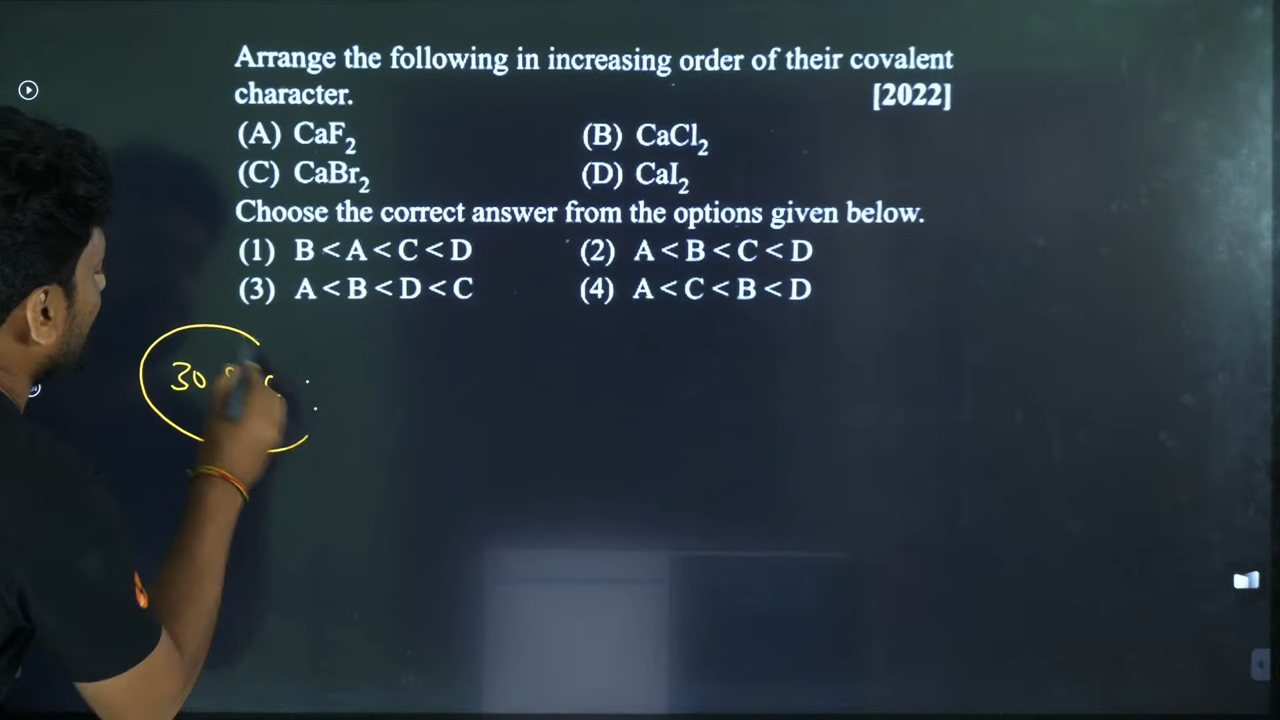 Arrange the following in increasing order of their covalent
character. [2022]
(A) CaF₂ (B) CaCl₂
(C) CaBr₂ (D) CaI₂
Choose the correct answer from the options given below.
(1) B < A < C < D (2) A < B < C < D
(3) A < B < D < C (4) A < C < B < D
30